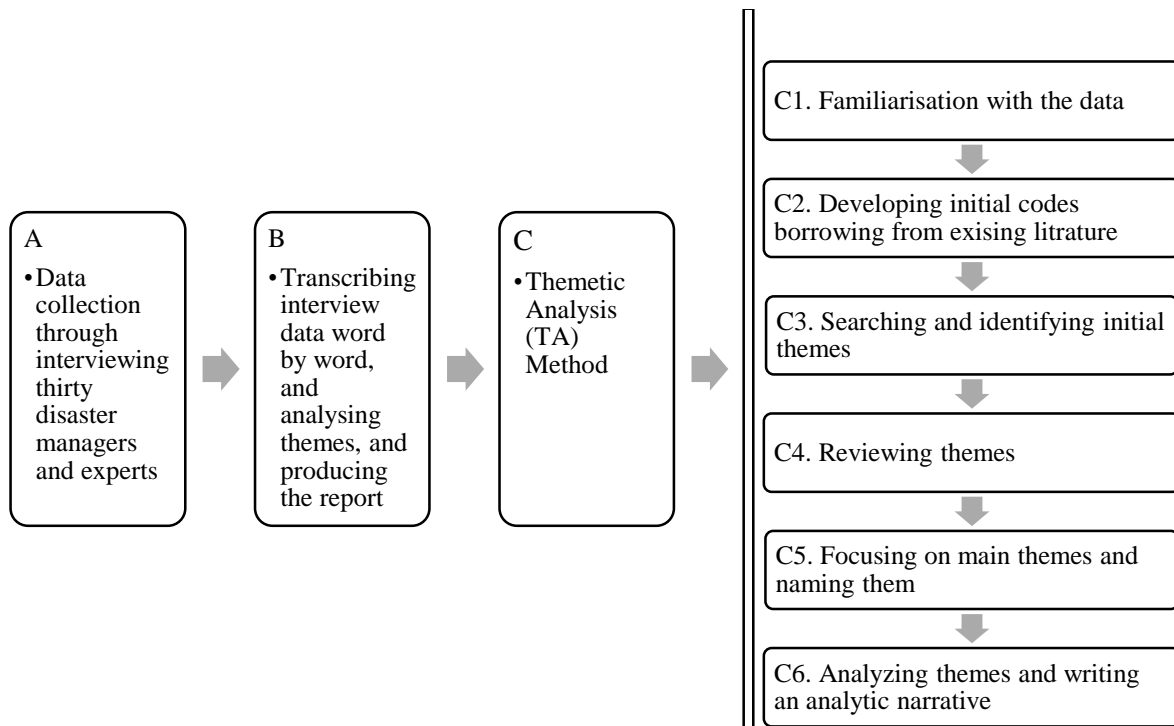 A
•Data
collection
through
interviewing
thirty
disaster
managers
and experts
B
•Transcribing
interview
data word
by word,
and
analysing
themes, and
producing
the report
C
•Themetic
Analysis
(TA)
Method
C1. Familiarisation with the data
C2. Developing initial codes
borrowing from exising litrature
C3. Searching and identifying initial
themes
C4. Reviewing themes
C5. Focusing on main themes and
naming them
C6. Analyzing themes and writing
an analytic narrative